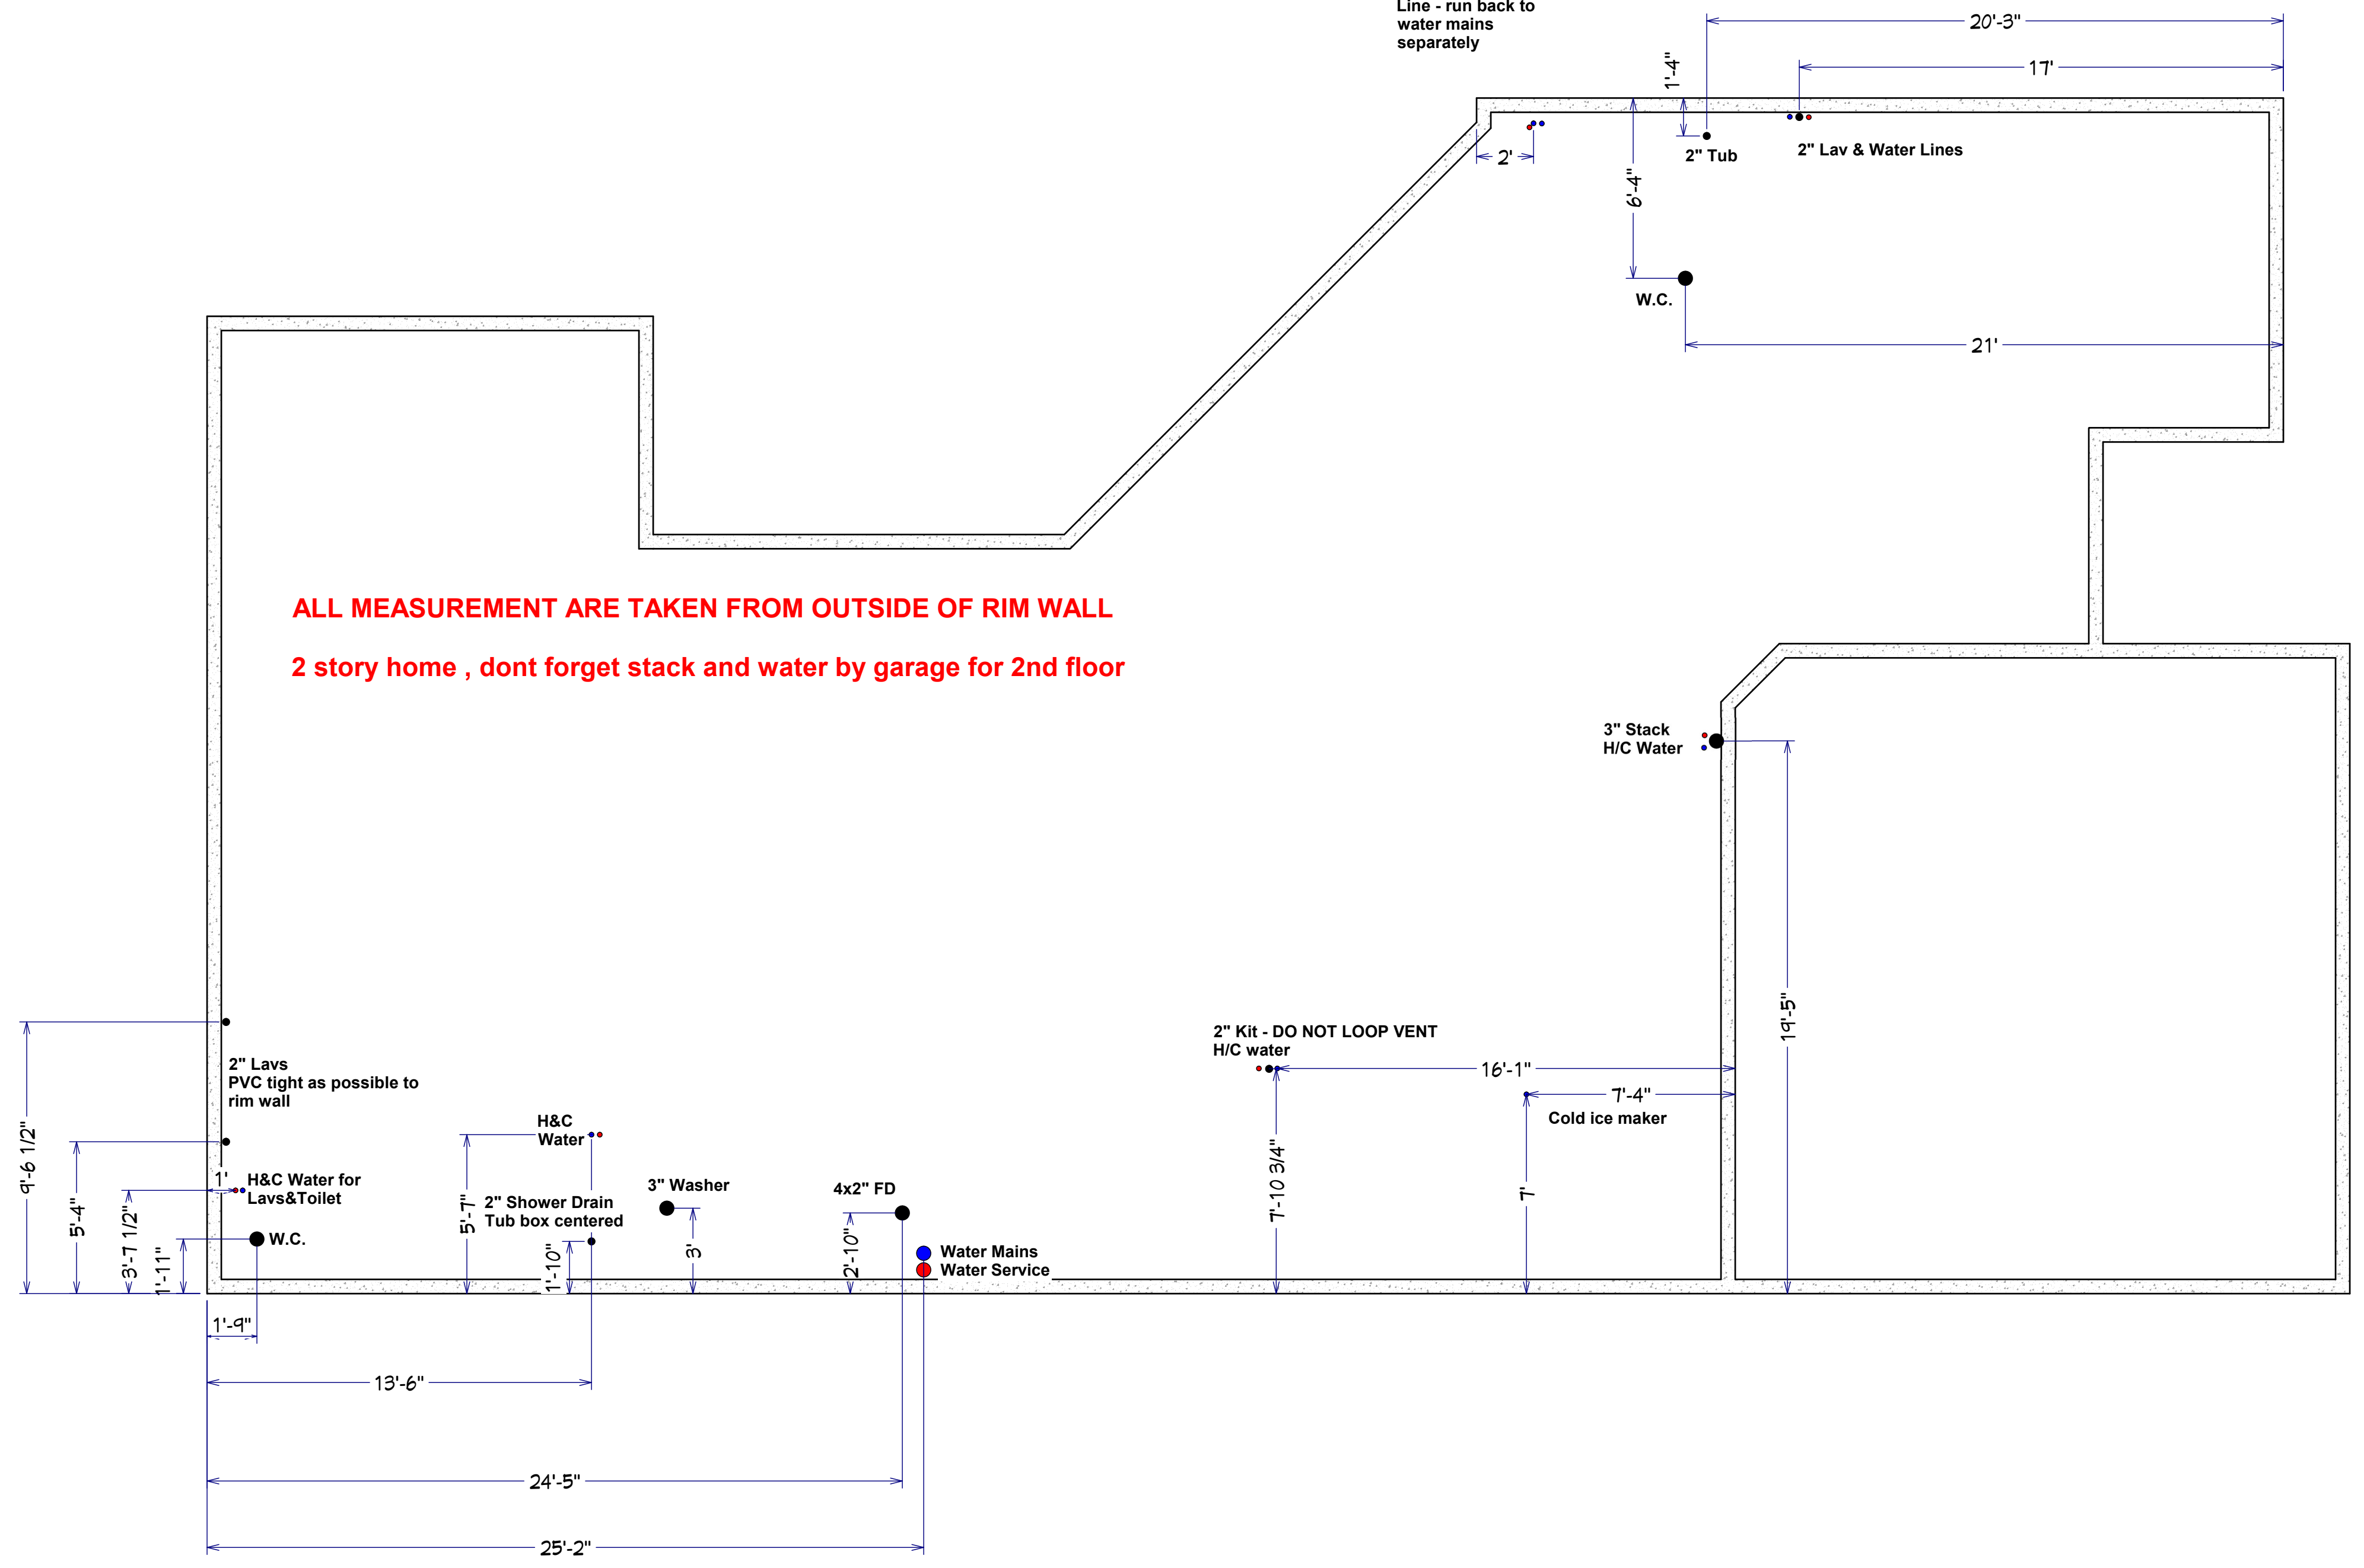 Line - run back to
water mains
separately
20'-3"
17'
1'-4"
2'
2" Tub
2" Lav & Water Lines
6'-4"
W.C.
21'
ALL MEASUREMENT ARE TAKEN FROM OUTSIDE OF RIM WALL
2 story home , dont forget stack and water by garage for 2nd floor
3" Stack
H/C Water
19'-5"
2" Kit - DO NOT LOOP VENT
H/C water
16'-1"
7'-4"
Cold ice maker
7'-10 3/4"
7'
2" Lavs
PVC tight as possible to
rim wall
9'-6 1/2"
5'-4"
3'-7 1/2"
1'-11"
1'
H&C Water for
Lavs&Toilet
W.C.
H&C
Water
5'-7"
2" Shower Drain
Tub box centered
1'-10"
3" Washer
3'
4x2" FD
2'-10"
Water Mains
Water Service
1'-9"
13'-6"
24'-5"
25'-2"